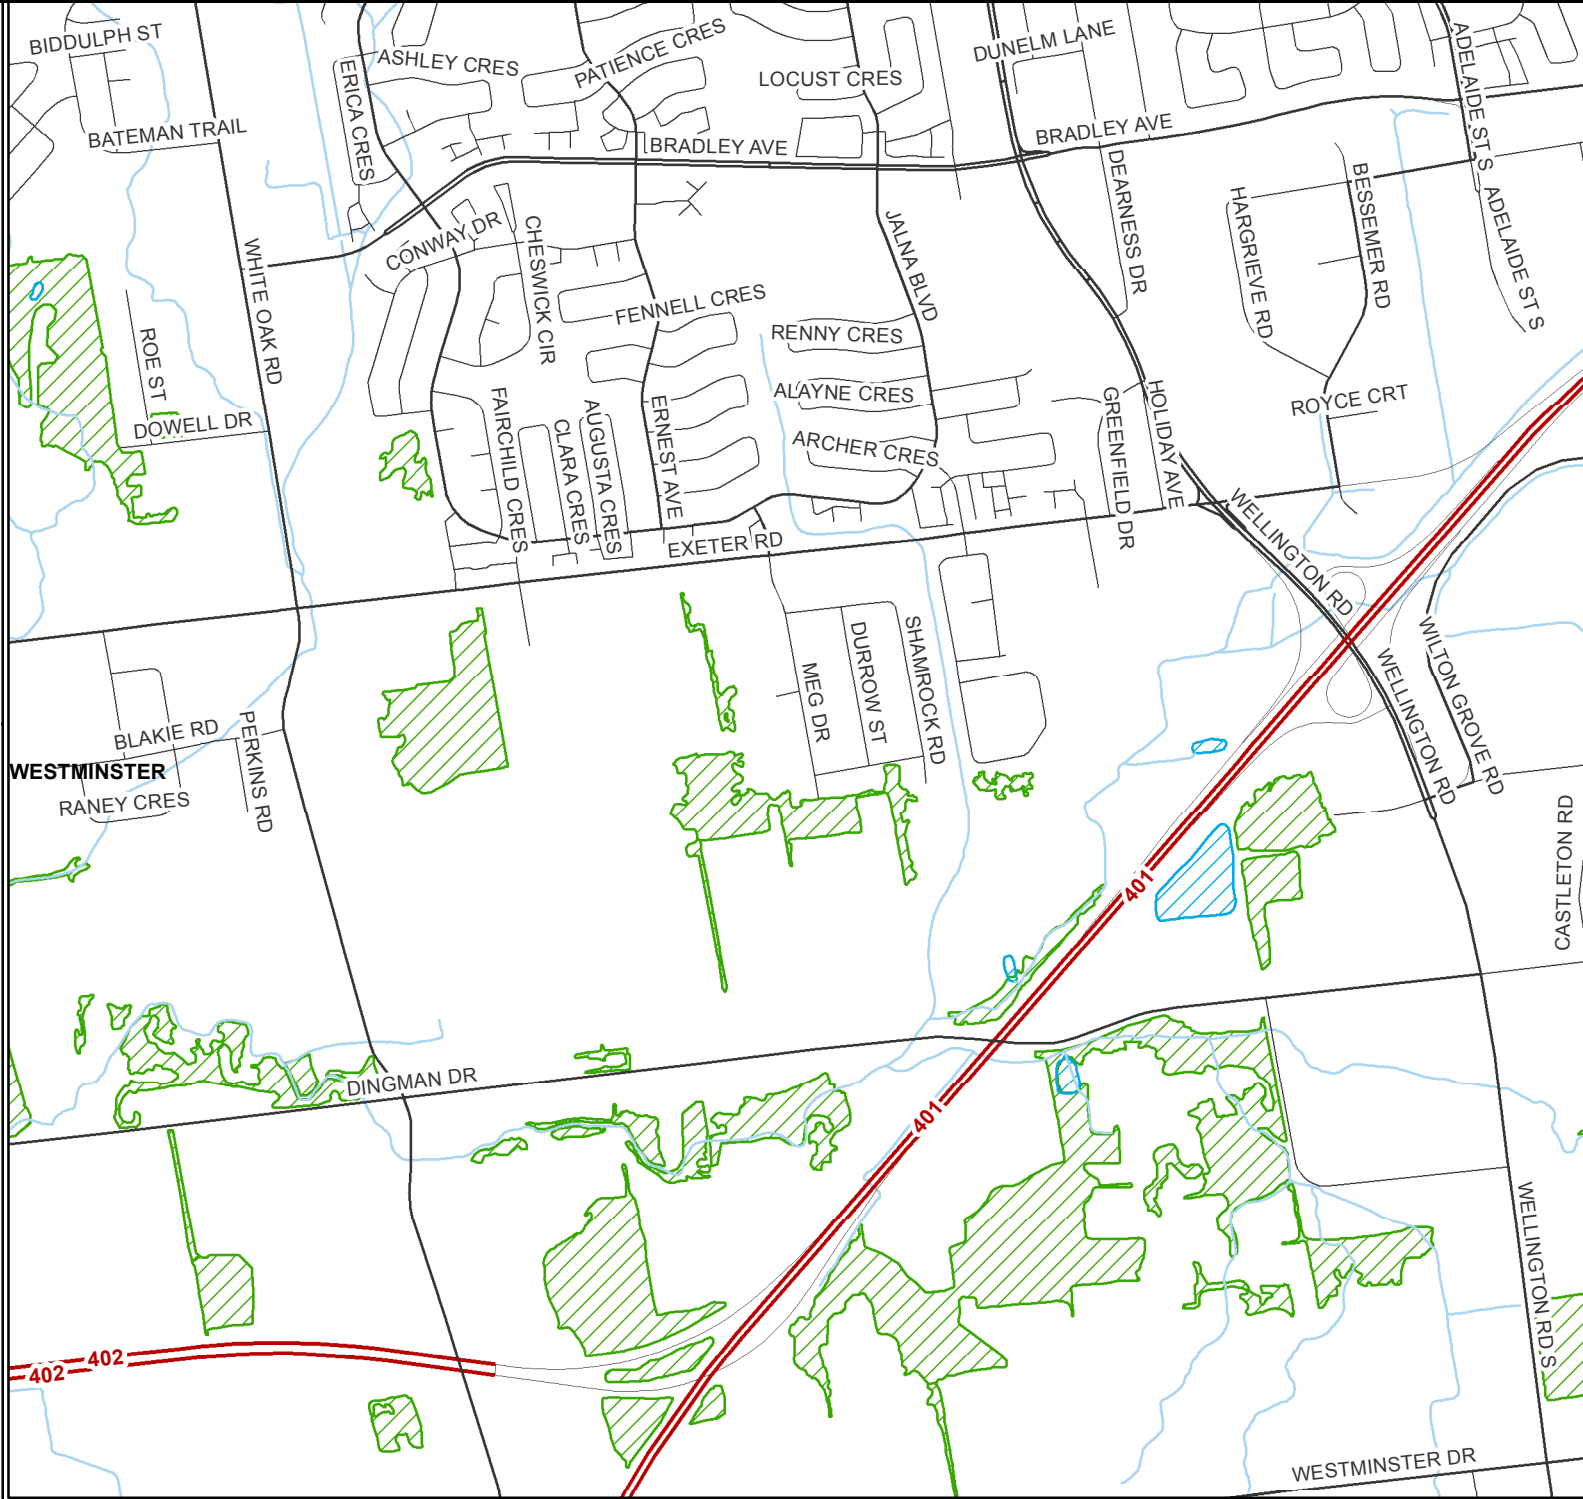 BIDDULPH ST
ASHLEY CRES
PATIENCE CRES
LOCUST CRES
DUNELM LANE
ADELAIDE ST S
ERICA CRES
BATEMAN TRAIL
BRADLEY AVE
BRADLEY AVE
DEARNESS DR
HARGRIEVE RD
BESSEMER RD
ADELAIDE ST S
WHITE OAK RD
CONWAY DR
CHESWICK CIR
JALNA BLVD
FENNELL CRES
RENNY CRES
ROE ST
ALAYNE CRES
ROYCE CRT
DOWELL DR
FAIRCHILD CRES
CLARA CRES
AUGUSTA CRES
ERNEST AVE
ARCHER CRES
GREENFIELD DR
HOLIDAY AVE
WELLINGTON RD
EXETER RD
MEG DR
DURROW ST
SHAMROCK RD
WELLINGTON RD
WILTON GROVE RD
BLAKIE RD
PERKINS RD
WESTMINSTER
RANEY CRES
CASTLETON RD
401
DINGMAN DR
401
WELLINGTON RD S
402
402
WESTMINSTER DR